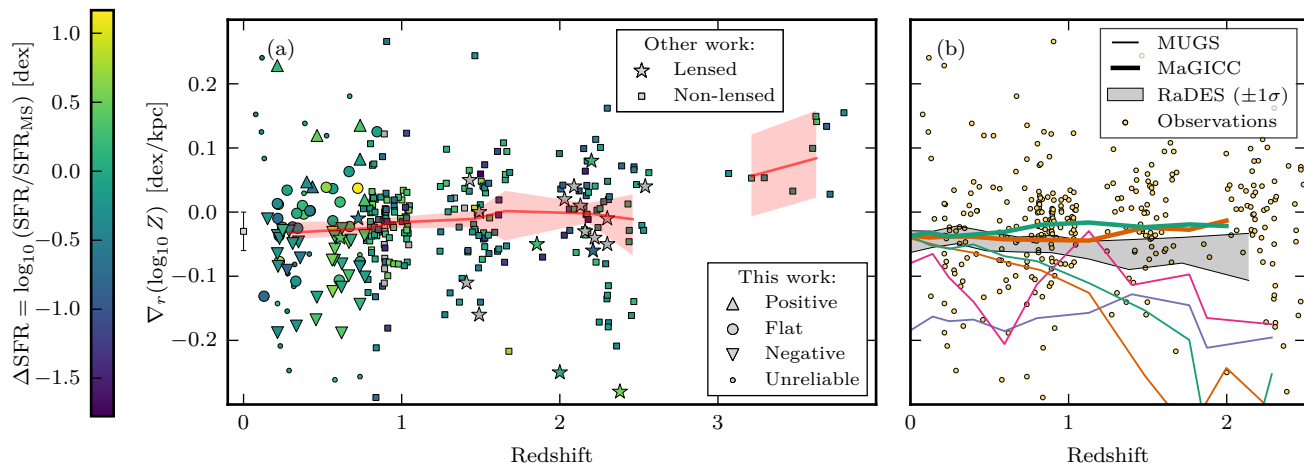 ΔSFR = log₁₀(SFR/SFR_MS) [dex]
1.0
0.5
0.0
−0.5
−1.0
−1.5
∇ᵣ(log₁₀ Z) [dex/kpc]
0.2
0.1
0.0
−0.1
−0.2
(a)
Other work:
Lensed
Non-lensed
This work:
Positive
Flat
Negative
Unreliable
0 1 2 3
Redshift
(b)
MUGS
MaGICC
RaDES (±1σ)
Observations
0 1 2
Redshift